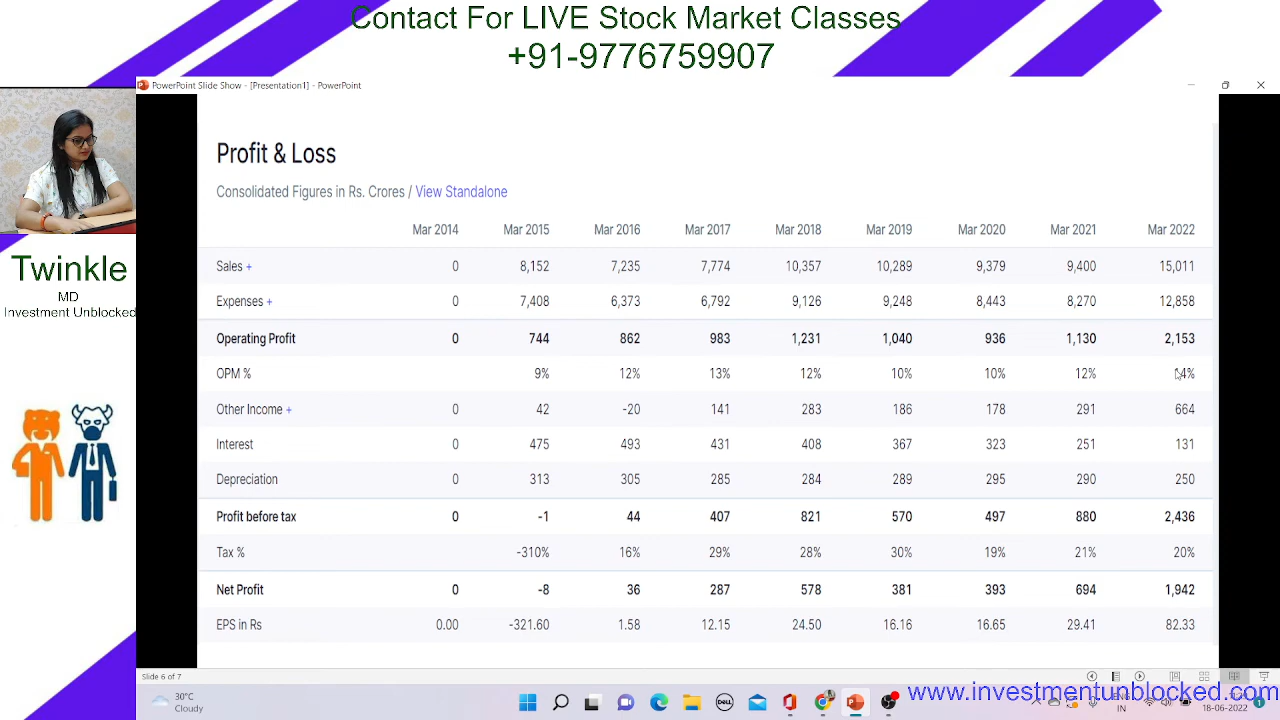 Contact For LIVE Stock Market Classes
+91-9776759907
PowerPoint Slide Show - [Presentation1] - PowerPoint
Twinkle
MD
Investment Unblocked
Profit & Loss
Consolidated Figures in Rs. Crores / View Standalone
Mar 2014 Mar 2015 Mar 2016 Mar 2017 Mar 2018 Mar 2019 Mar 2020 Mar 2021 Mar 2022
Sales + 0 8,152 7,235 7,774 10,357 10,289 9,379 9,400 15,011
Expenses + 0 7,408 6,373 6,792 9,126 9,248 8,443 8,270 12,858
Operating Profit 0 744 862 983 1,231 1,040 936 1,130 2,153
OPM % 9% 12% 13% 12% 10% 10% 12% 14%
Other Income + 0 42 -20 141 283 186 178 291 664
Interest 0 475 493 431 408 367 323 251 131
Depreciation 0 313 305 285 284 289 295 290 250
Profit before tax 0 -1 44 407 821 570 497 880 2,436
Tax % -310% 16% 29% 28% 30% 19% 21% 20%
Net Profit 0 -8 36 287 578 381 393 694 1,942
EPS in Rs 0.00 -321.60 1.58 12.15 24.50 16.16 16.65 29.41 82.33
Slide 6 of 7
30°C
Cloudy
DELL
www.investmentunblocked.com
IN
18-06-2022